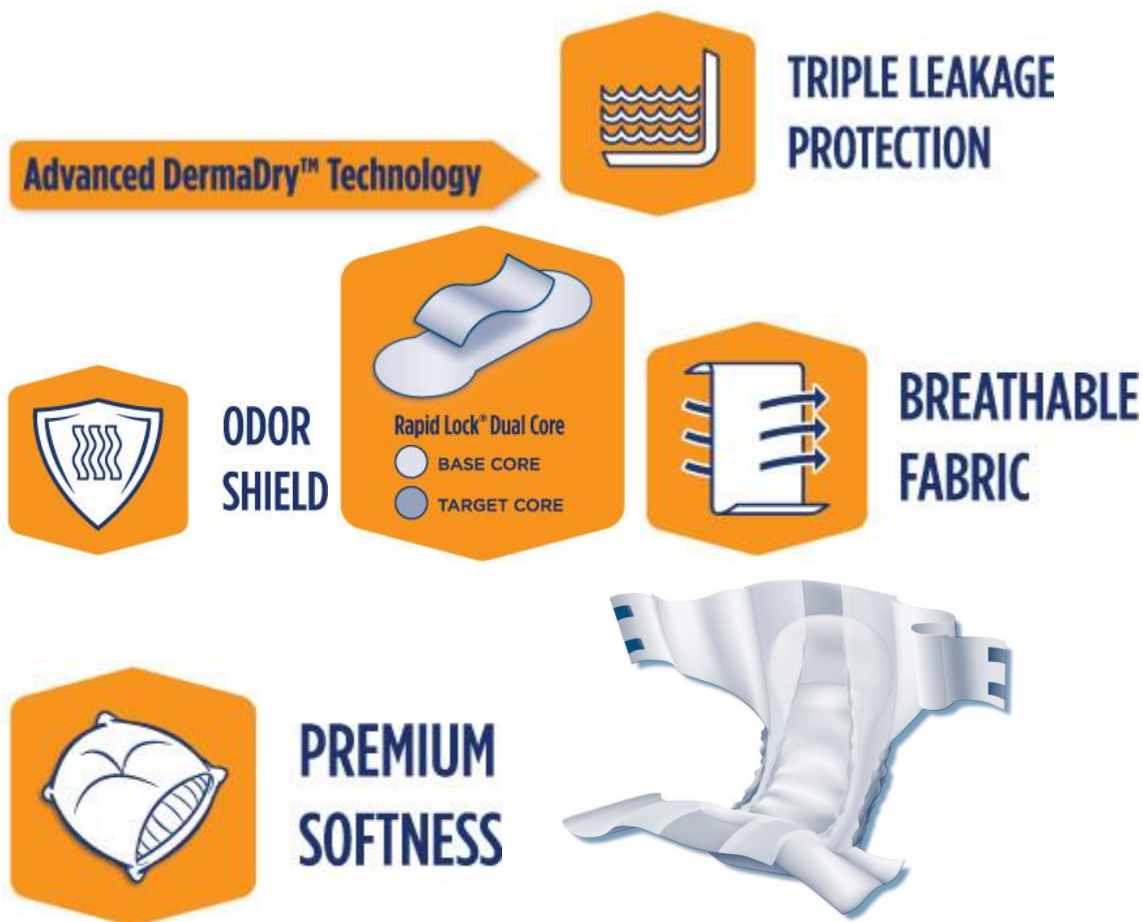 TRIPLE LEAKAGE
PROTECTION
Advanced DermaDry™ Technology
ODOR
SHIELD
Rapid Lock® Dual Core
BASE CORE
TARGET CORE
BREATHABLE
FABRIC
PREMIUM
SOFTNESS